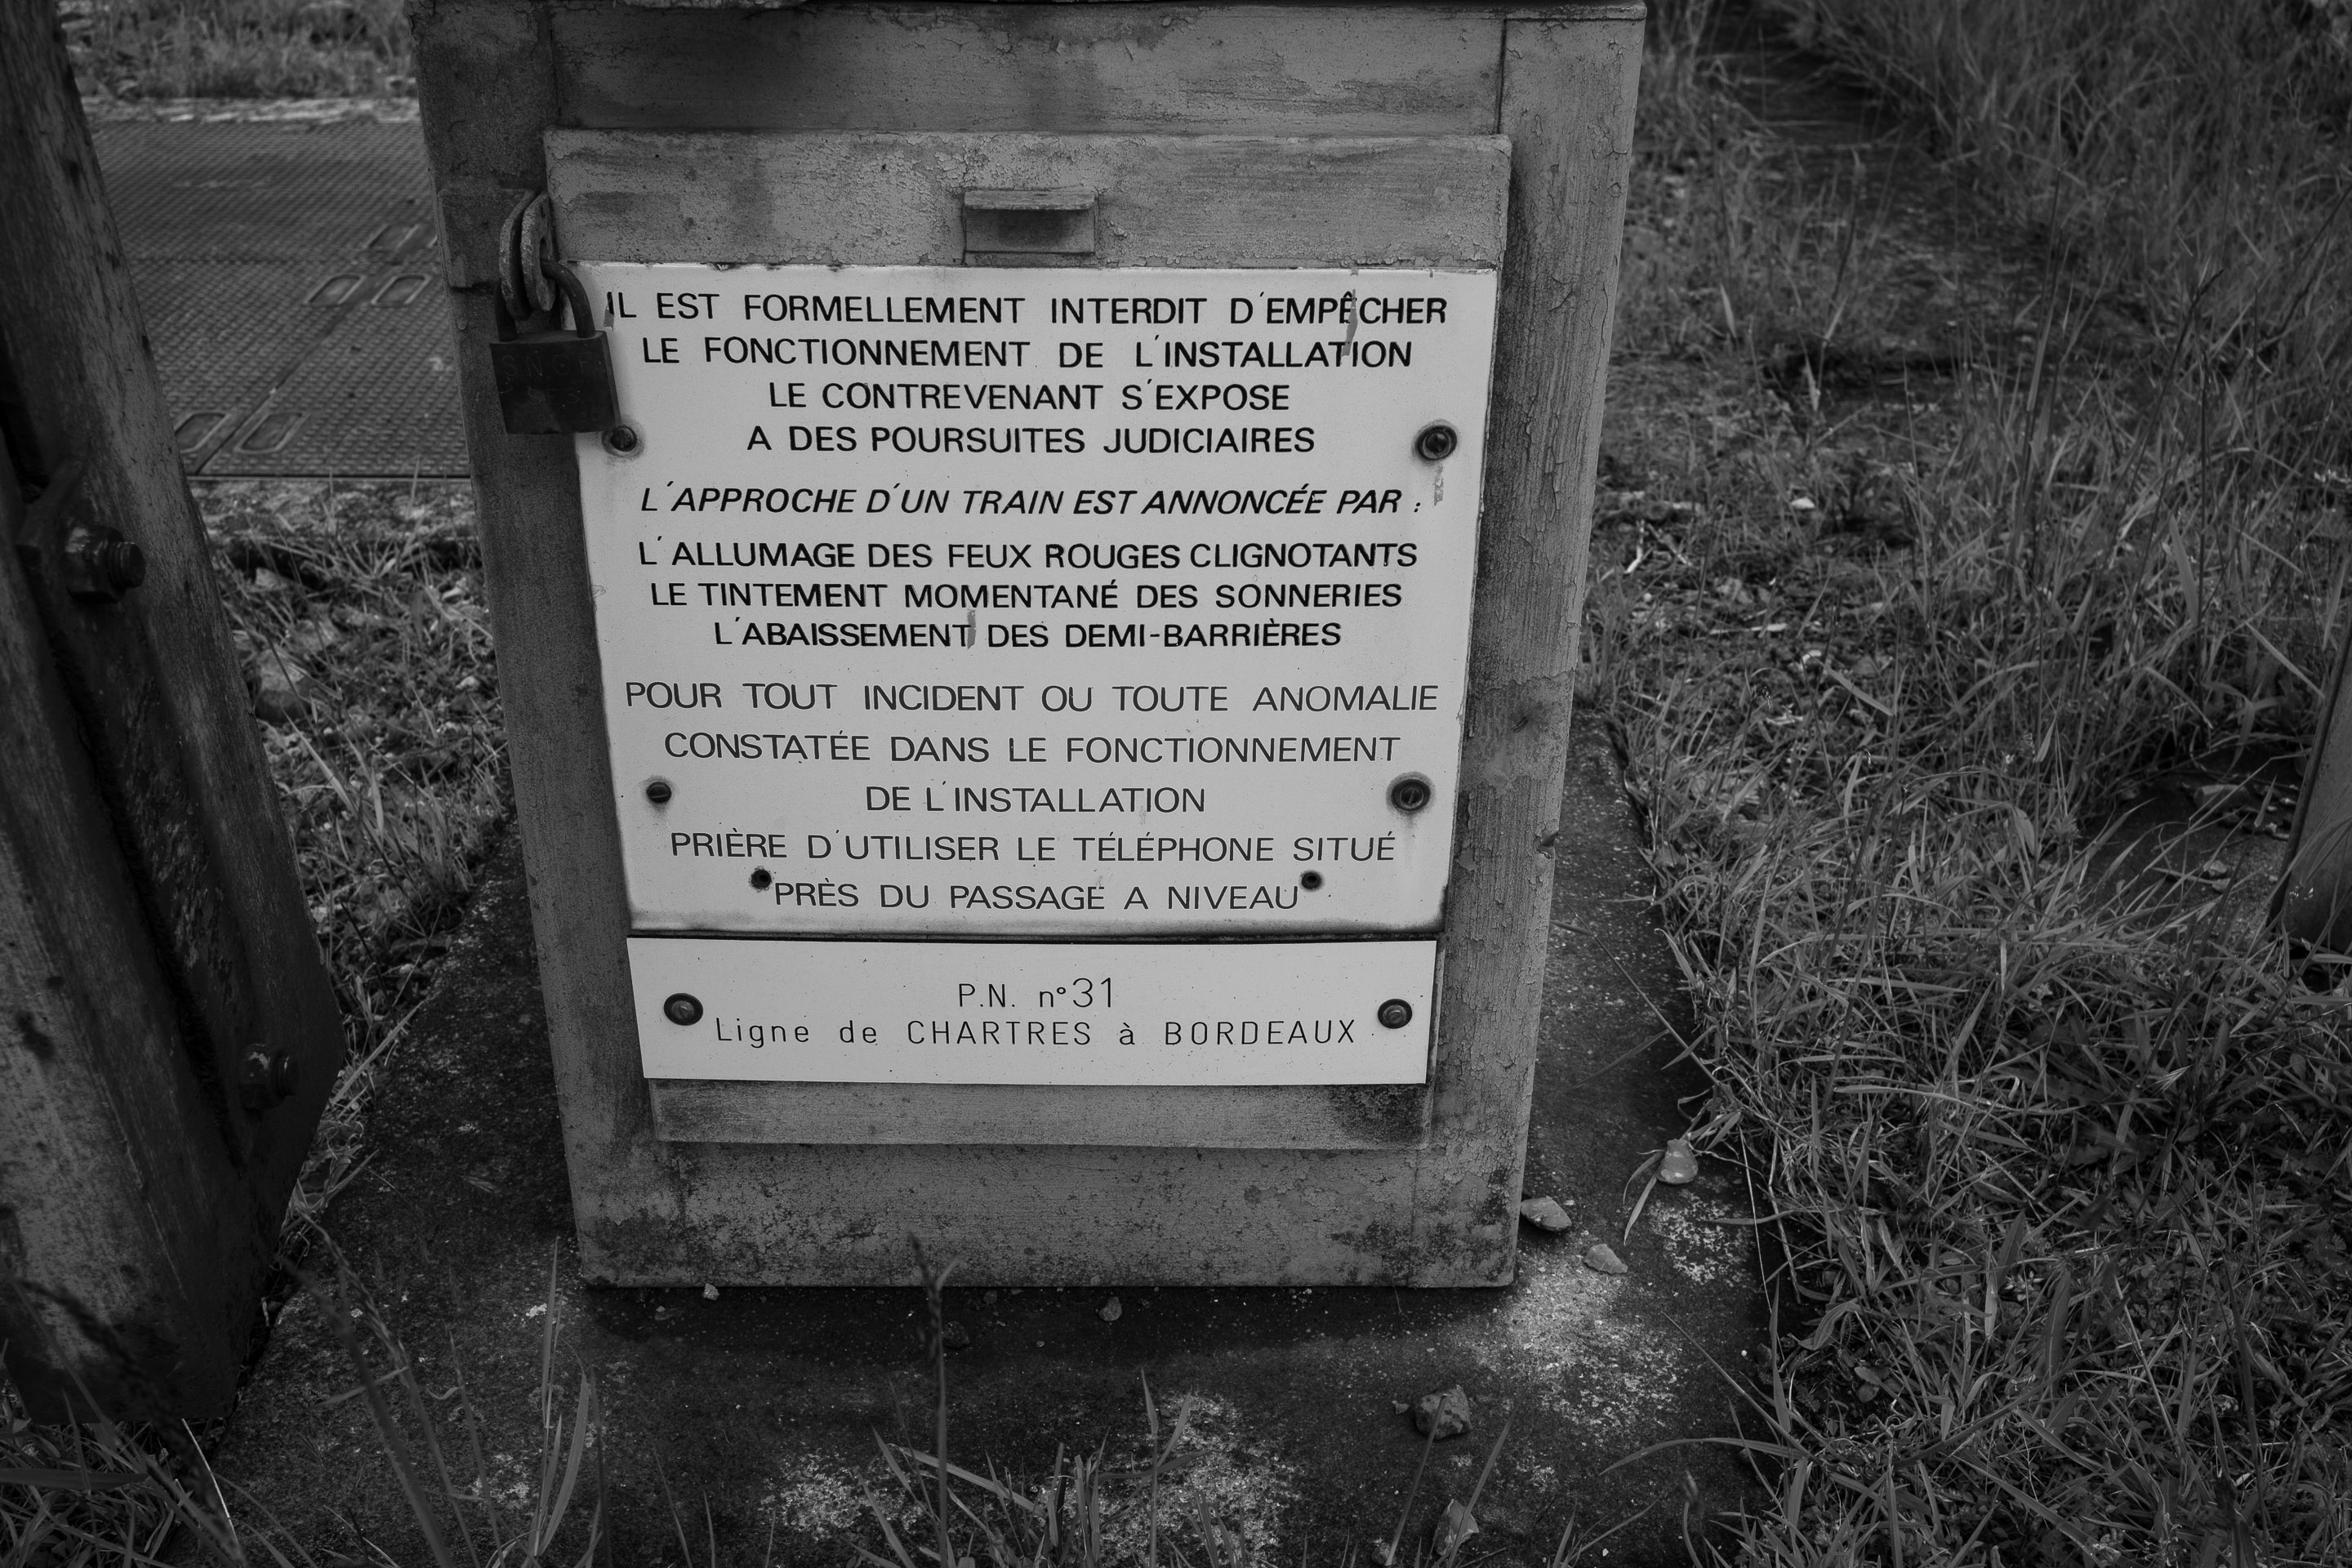 IL EST FORMELLEMENT INTERDIT D'EMPÊCHER
LE FONCTIONNEMENT DE L'INSTALLATION
LE CONTREVENANT S'EXPOSE
A DES POURSUITES JUDICIAIRES
L'APPROCHE D'UN TRAIN EST ANNONCÉE PAR :
L'ALLUMAGE DES FEUX ROUGES CLIGNOTANTS
LE TINTEMENT MOMENTANÉ DES SONNERIES
L'ABAISSEMENT DES DEMI-BARRIÈRES
POUR TOUT INCIDENT OU TOUTE ANOMALIE
CONSTATÉE DANS LE FONCTIONNEMENT
DE L'INSTALLATION
PRIÈRE D'UTILISER LE TÉLÉPHONE SITUÉ
PRÈS DU PASSAGE A NIVEAU
P.N. n°31
Ligne de CHARTRES à BORDEAUX
SNCF